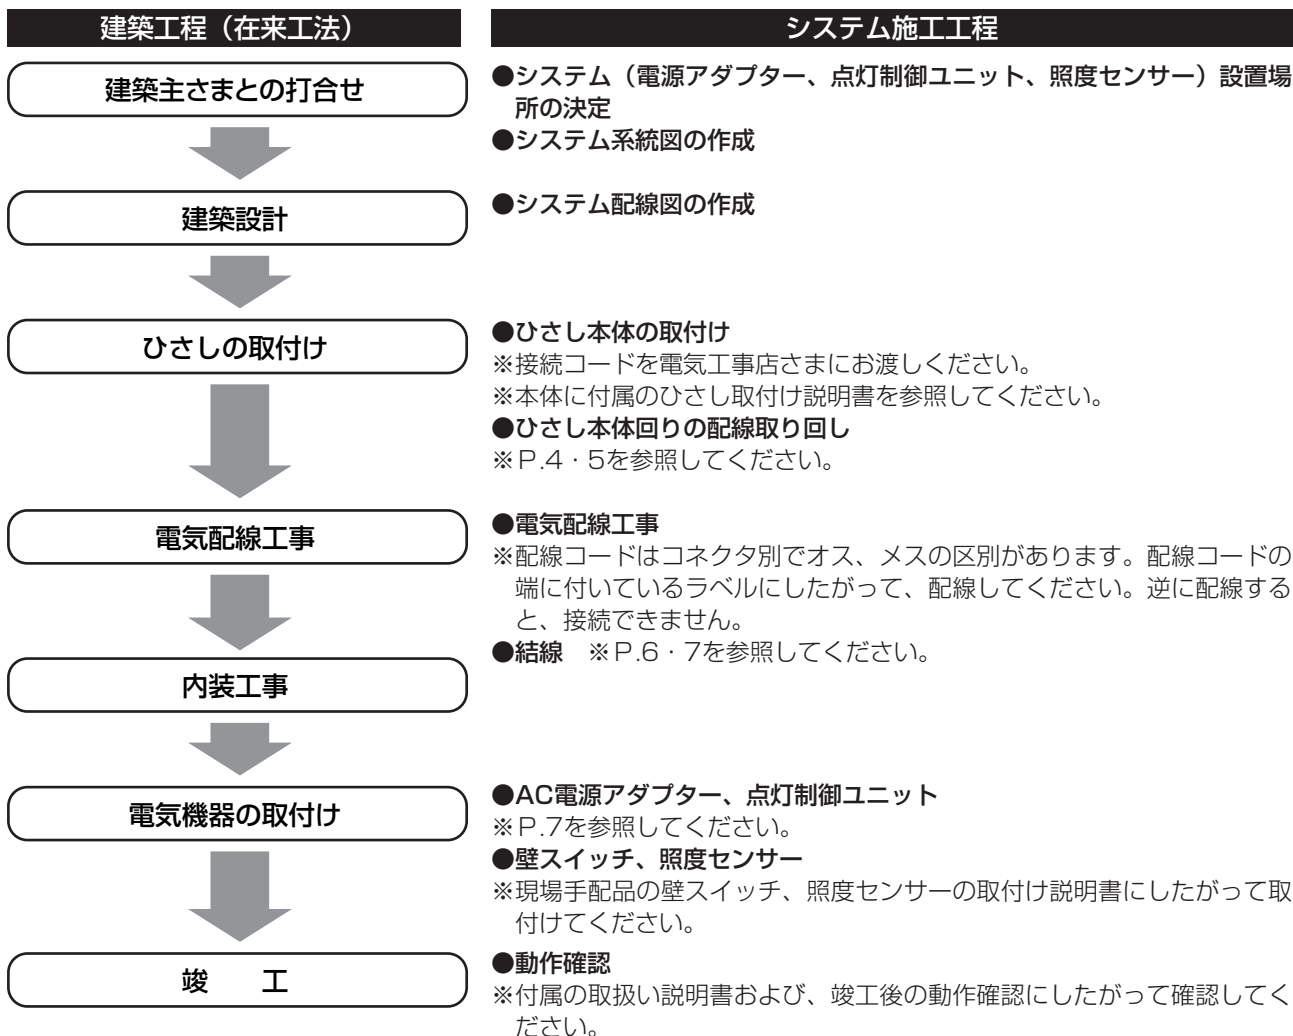 建築工程（在来工法）
システム施工工程
建築主さまとの打合せ
●システム（電源アダプター、点灯制御ユニット、照度センサー）設置場
所の決定
●システム系統図の作成
建築設計
●システム配線図の作成
ひさしの取付け
●ひさし本体の取付け
※接続コードを電気工事店さまにお渡しください。
※本体に付属のひさし取付け説明書を参照してください。
●ひさし本体回りの配線取り回し
※P.4・5を参照してください。
電気配線工事
●電気配線工事
※配線コードはコネクタ別でオス、メスの区別があります。配線コードの
端に付いているラベルにしたがって、配線してください。逆に配線する
と、接続できません。
●結線　※P.6・7を参照してください。
内装工事
電気機器の取付け
●AC電源アダプター、点灯制御ユニット
※P.7を参照してください。
●壁スイッチ、照度センサー
※現場手配品の壁スイッチ、照度センサーの取付け説明書にしたがって取
付けてください。
竣　工
●動作確認
※付属の取扱い説明書および、竣工後の動作確認にしたがって確認してく
ださい。